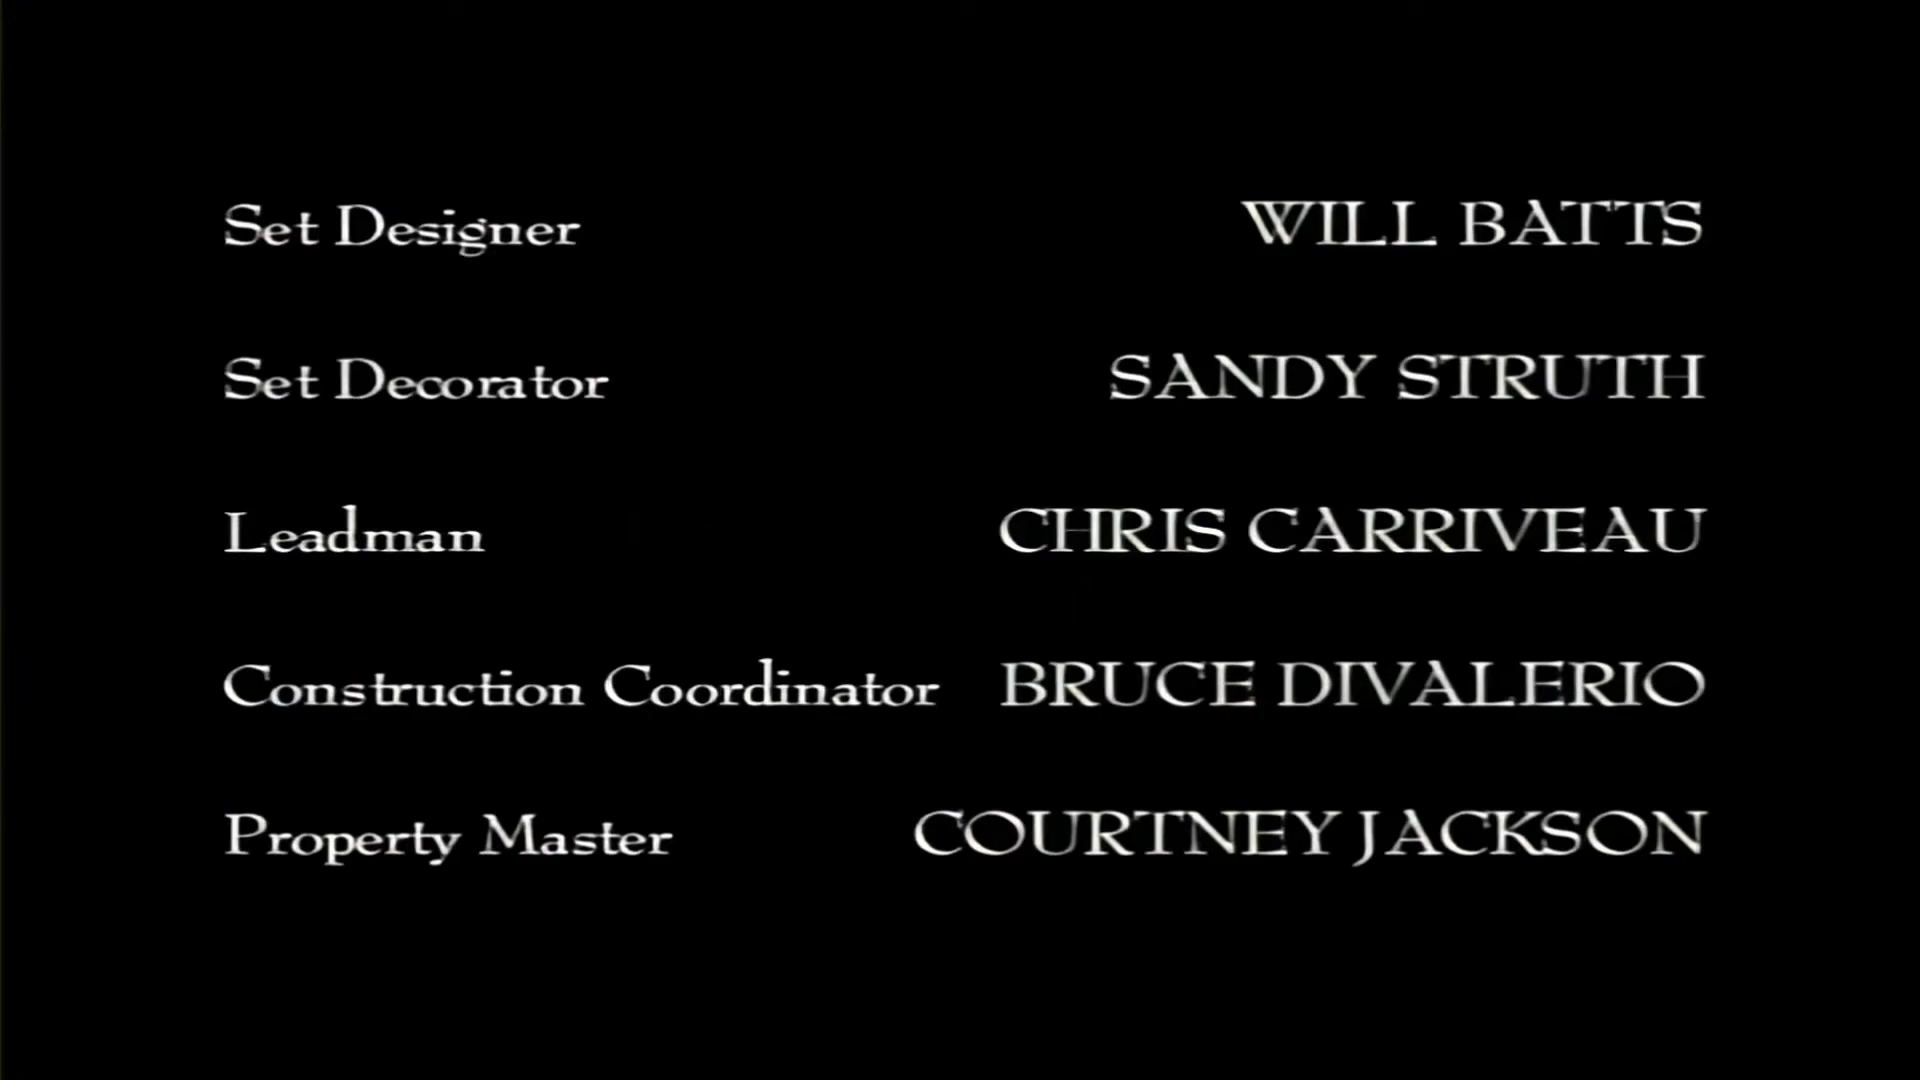 Set Designer WILL BATTS
Set Decorator SANDY STRUTH
Leadman CHRIS CARRIVEAU
Construction Coordinator BRUCE DIVALERIO
Property Master COURTNEY JACKSON